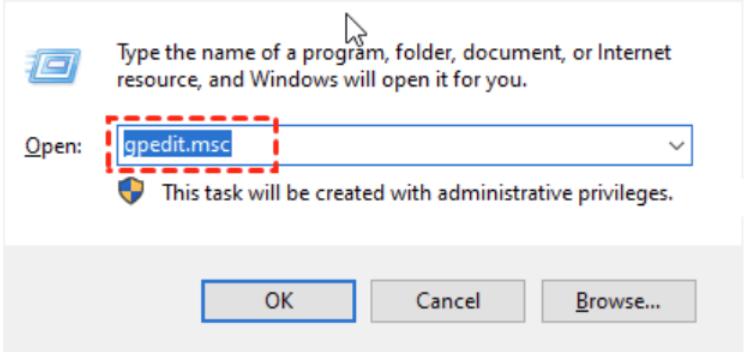 Type the name of a program, folder, document, or Internet
resource, and Windows will open it for you.
Open: gpedit.msc
This task will be created with administrative privileges.
OK Cancel Browse...